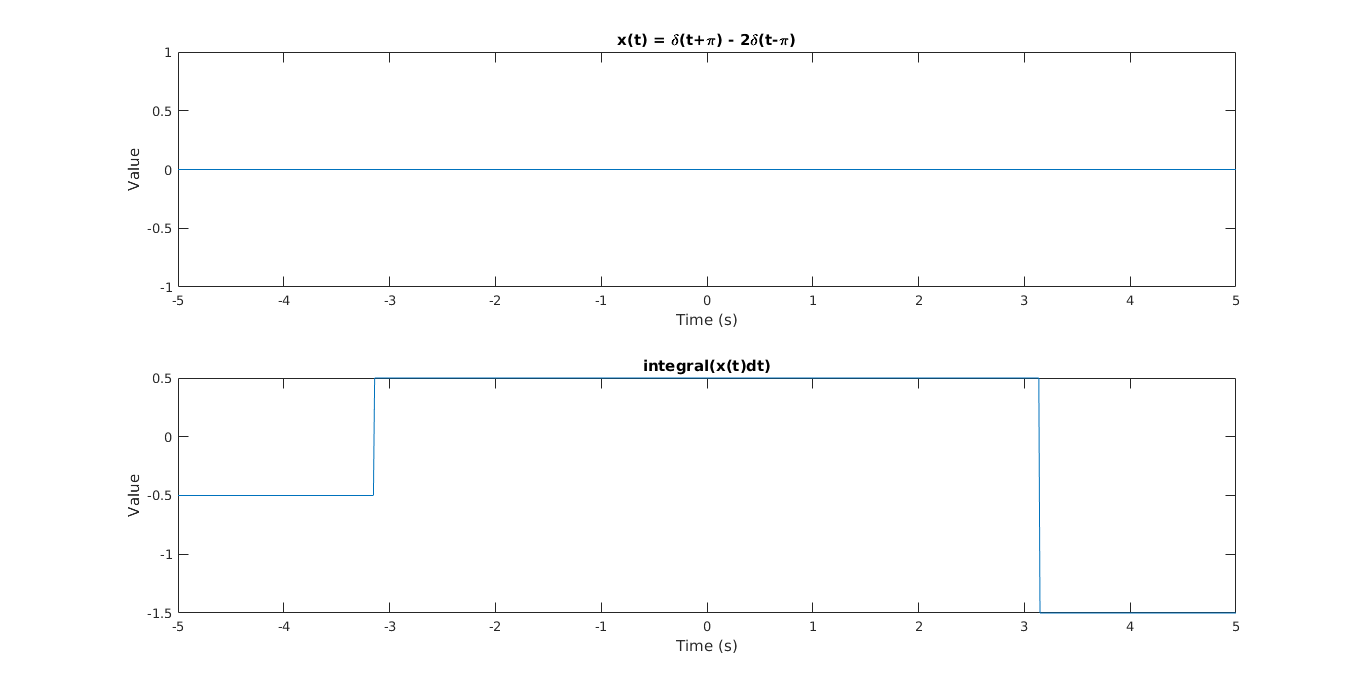 x(t) = δ(t+π) - 2δ(t-π)
1
0.5
0
-0.5
-1
Value
-5 -4 -3 -2 -1 0 1 2 3 4 5
Time (s)
integral(x(t)dt)
0.5
0
-0.5
-1
-1.5
Value
-5 -4 -3 -2 -1 0 1 2 3 4 5
Time (s)